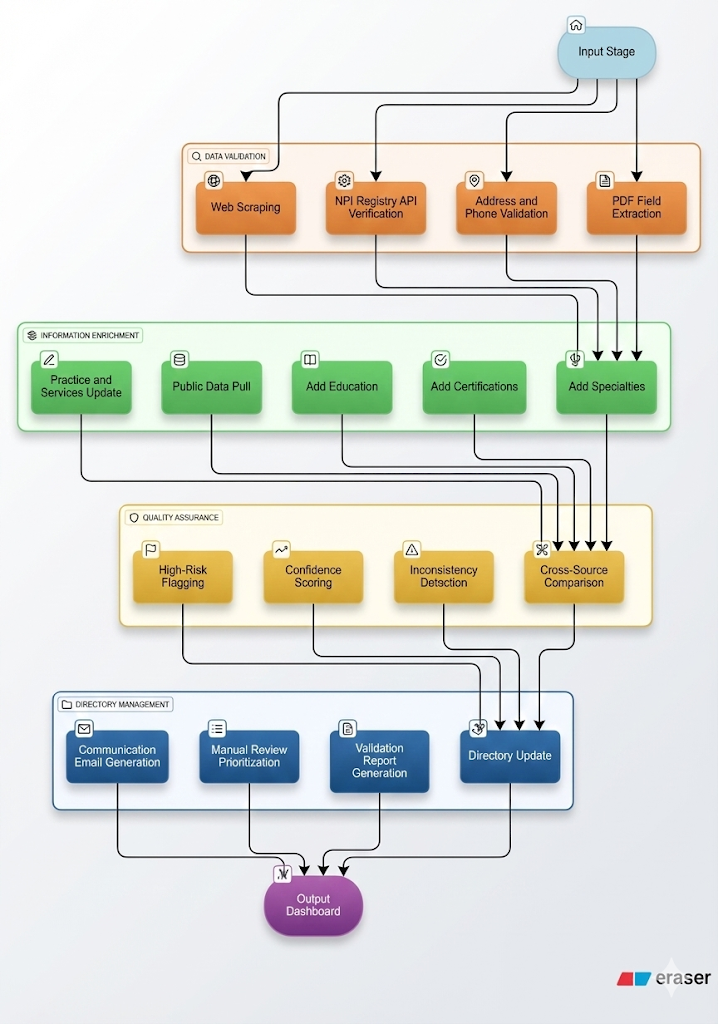 Input Stage
DATA VALIDATION
Web Scraping
NPI Registry API
Verification
Address and
Phone Validation
PDF Field
Extraction
INFORMATION ENRICHMENT
Practice and
Services Update
Public Data Pull
Add Education
Add Certifications
Add Specialties
QUALITY ASSURANCE
High-Risk
Flagging
Confidence
Scoring
Inconsistency
Detection
Cross-Source
Comparison
DIRECTORY MANAGEMENT
Communication
Email Generation
Manual Review
Prioritization
Validation
Report
Generation
Directory Update
Output
Dashboard
eraser